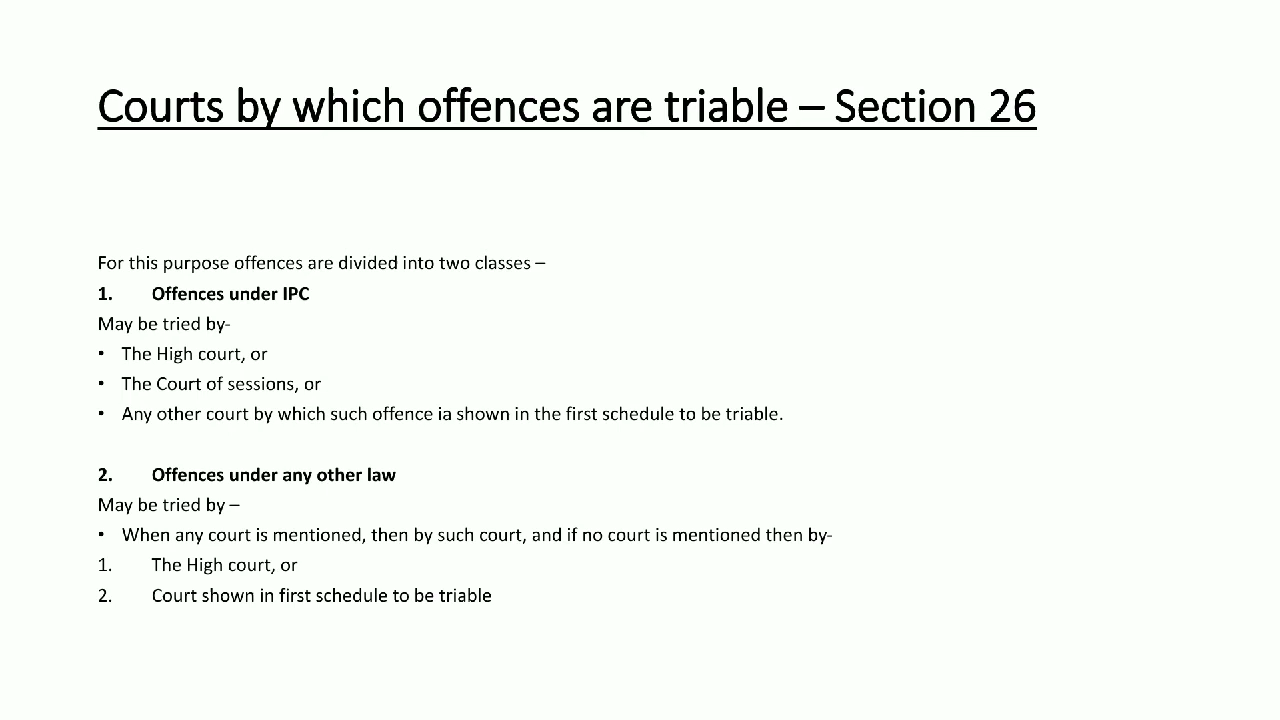 Courts by which offences are triable – Section 26
For this purpose offences are divided into two classes –
1. Offences under IPC
May be tried by-
• The High court, or
• The Court of sessions, or
• Any other court by which such offence ia shown in the first schedule to be triable.
2. Offences under any other law
May be tried by –
• When any court is mentioned, then by such court, and if no court is mentioned then by-
1. The High court, or
2. Court shown in first schedule to be triable